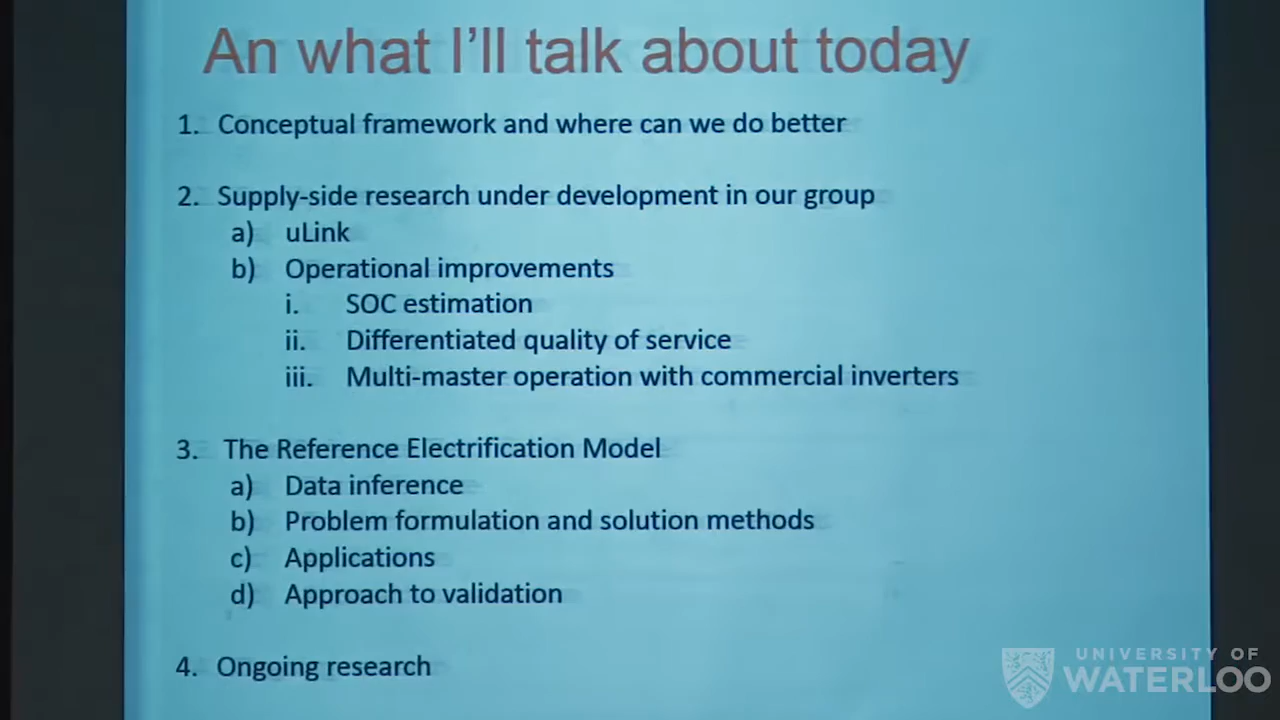 An what I'll talk about today
1. Conceptual framework and where can we do better
2. Supply-side research under development in our group
a) uLink
b) Operational improvements
i. SOC estimation
ii. Differentiated quality of service
iii. Multi-master operation with commercial inverters
3. The Reference Electrification Model
a) Data inference
b) Problem formulation and solution methods
c) Applications
d) Approach to validation
4. Ongoing research
UNIVERSITY OF
WATERLOO